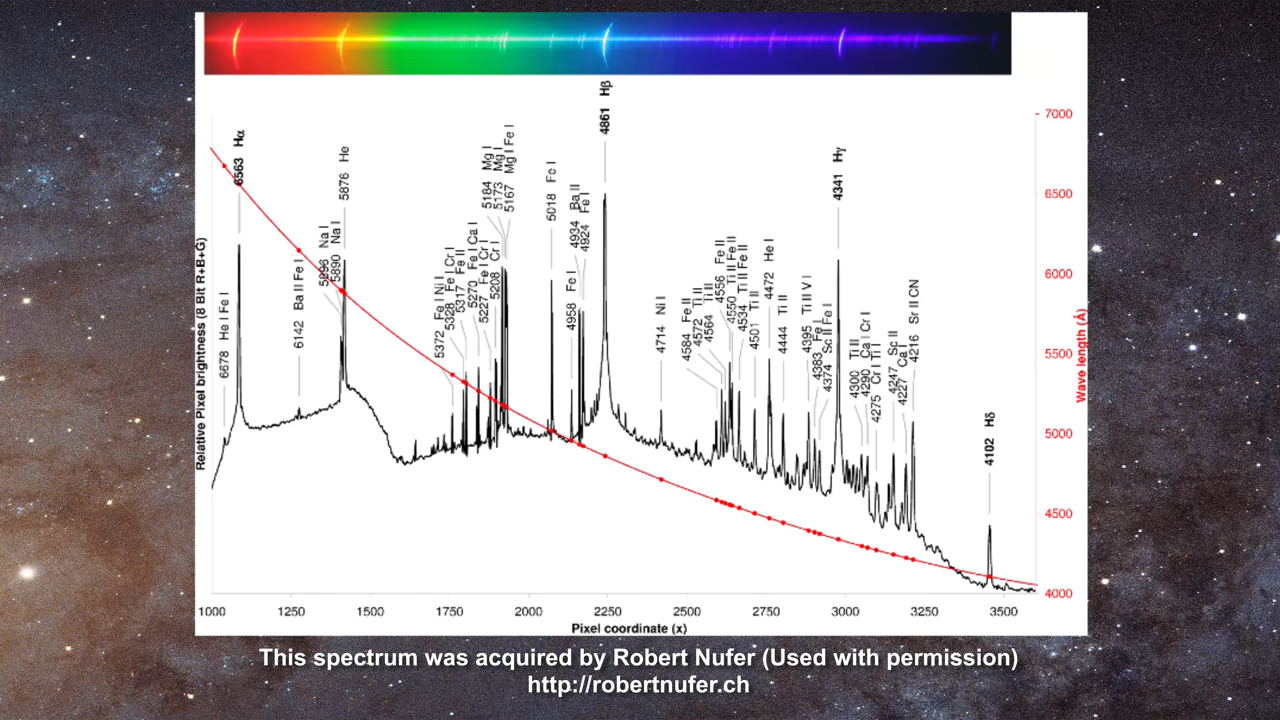 4861 Hβ
6563 Hα
5876 He
5184 Mg I
5173 Mg I
5167 Mg I Fe I
5018 Fe I
4934 Ba II
4924 Fe I
4341 Hγ
6678 He I Fe I
6142 Ba II Fe I
5896 Na I
5890 Na I
5372 Fe I Ni I
5328 Fe I Cr I
5317 Fe II
5270 Fe I Ca I
5227 Fe I Cr I
5208 Cr I
4958 Fe I
4714 Ni I
4584 Fe II
4572 Ti II
4564 Ti II
4556 Fe II
4550 Ti II Fe II
4534 Ti II Fe II
4501 Ti II
4472 He I
4444 Ti II
4395 Ti II V I
4383 Fe I
4374 Sc II Fe I
4300 Ti II
4290 Ca I Cr I
4275 Cr I Ti I
4247 Sc II
4227 Ca I
4216 Sr II CN
4102 Hδ
Relative Pixel brightness (8 Bit R+B+G)
7000
6500
6000
5500
5000
4500
4000
Wave length (Å)
1000 1250 1500 1750 2000 2250 2500 2750 3000 3250 3500
Pixel coordinate (x)
This spectrum was acquired by Robert Nufer (Used with permission)
http://robertnufer.ch